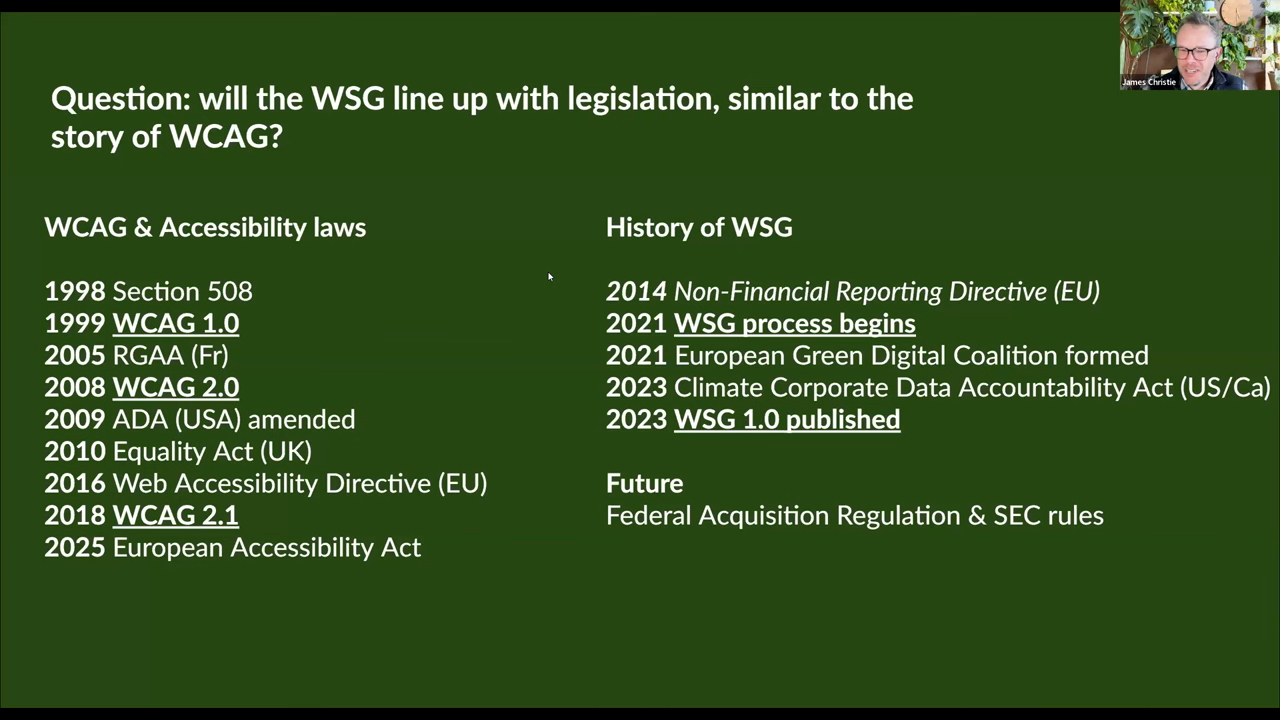 James Christie
Question: will the WSG line up with legislation, similar to the
story of WCAG?
WCAG & Accessibility laws
1998 Section 508
1999 WCAG 1.0
2005 RGAA (Fr)
2008 WCAG 2.0
2009 ADA (USA) amended
2010 Equality Act (UK)
2016 Web Accessibility Directive (EU)
2018 WCAG 2.1
2025 European Accessibility Act
History of WSG
2014 Non-Financial Reporting Directive (EU)
2021 WSG process begins
2021 European Green Digital Coalition formed
2023 Climate Corporate Data Accountability Act (US/Ca)
2023 WSG 1.0 published
Future
Federal Acquisition Regulation & SEC rules